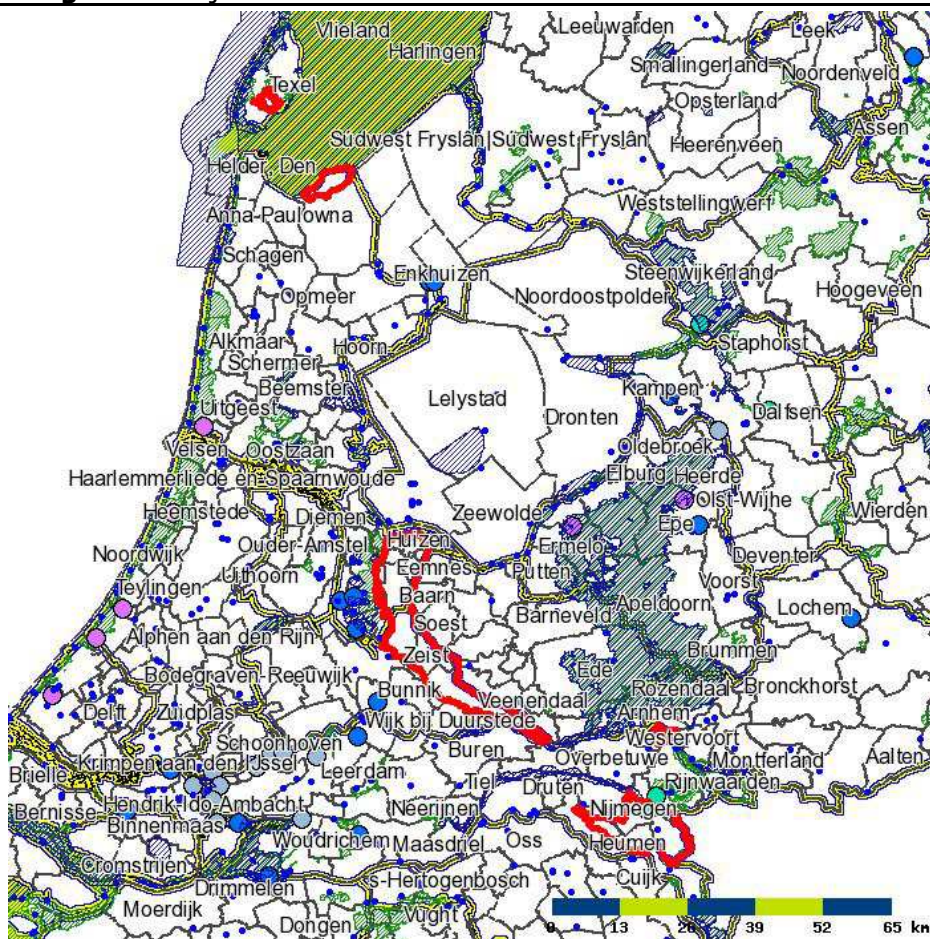 Vlieland
Leeuwarden
Leek
Harlingen
Smallingerland
Noordenveld
Texel
Opsterland
Assen
Súdwest Fryslân
Súdwest Fryslân
Heerenveen
Helder, Den
Weststellingwerf
Anna-Paulowna
Schagen
Enkhuizen
Steenwijkerland
Opmeer
Noordoostpolder
Hoogeveen
Alkmaar
Hoorn
Staphorst
Schermer
Beemster
Kampen
Lelystad
Uitgeest
Dronten
Dalfsen
Velsen
Oostzaan
Oldebroek
Haarlemmerliede en Spaarnwoude
Elburg
Heerde
Olst-Wijhe
Heemstede
Diemen
Zeewolde
Epe
Wierden
Ouder-Amstel
Huizen
Ermelo
Noordwijk
Eemnes
Putten
Deventer
Uithoorn
Voorst
Teylingen
Baarn
Barneveld
Apeldoorn
Lochem
Alphen aan den Rijn
Soest
Zeist
Brummen
Bodegraven-Reeuwijk
Ede
Bunnik
Rozendaal
Bronckhorst
Delft
Zuidplas
Veenendaal
Wijk bij Duurstede
Arnhem
Schoonhoven
Buren
Westervoort
Krimpen aan den IJssel
Overbetuwe
Montferland
Aalten
Brielle
Leerdam
Tiel
Rijnwaarden
Bernisse
Hendrik-Ido-Ambacht
Neerijnen
Druten
Nijmegen
Binnenmaas
Woudrichem
Maasdriel
Oss
Heumen
Cromstrijen
Drimmelen
s-Hertogenbosch
Cuijk
Moerdijk
Dongen
Vught
0 13 26 39 52 65 km